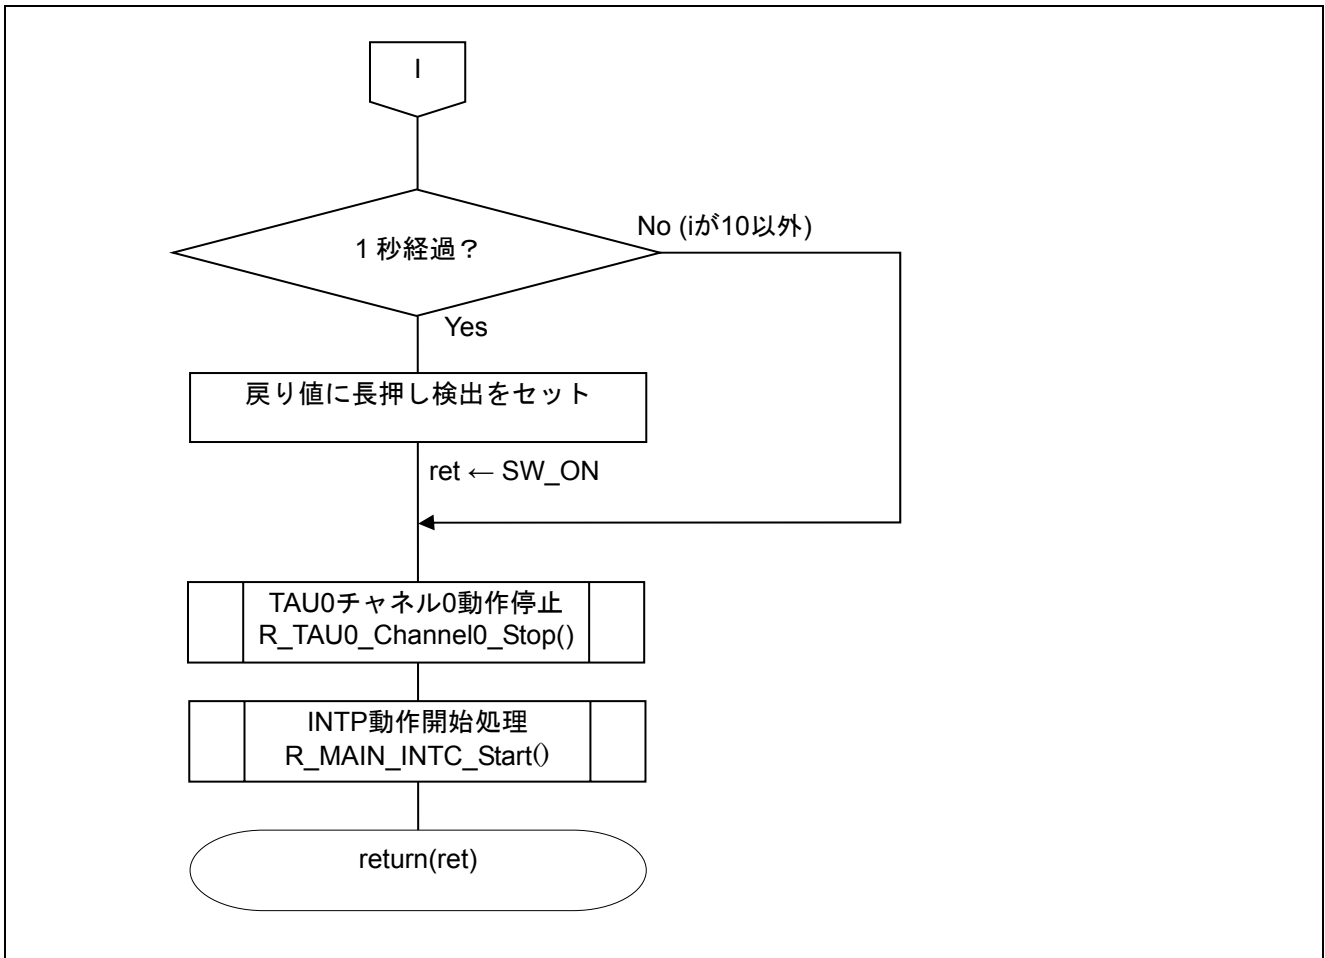 I
No (iが10以外)
1 秒経過？
Yes
戻り値に長押し検出をセット
ret ← SW_ON
TAU0チャネル0動作停止
R_TAU0_Channel0_Stop()
INTP動作開始処理
R_MAIN_INTC_Start()
return(ret)